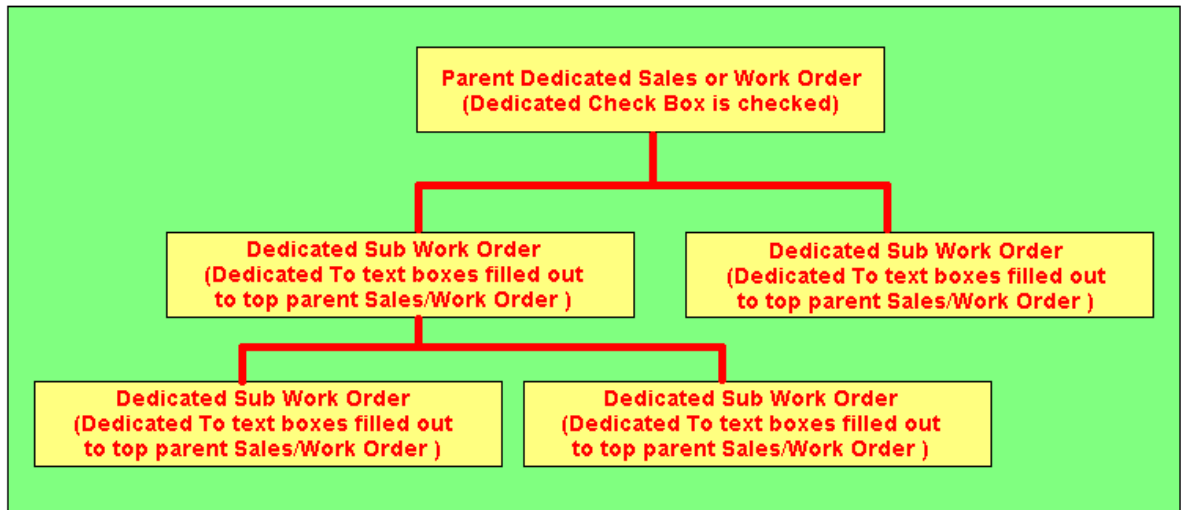 Parent Dedicated Sales or Work Order
(Dedicated Check Box is checked)
Dedicated Sub Work Order
(Dedicated To text boxes filled out
to top parent Sales/Work Order )
Dedicated Sub Work Order
(Dedicated To text boxes filled out
to top parent Sales/Work Order )
Dedicated Sub Work Order
(Dedicated To text boxes filled out
to top parent Sales/Work Order )
Dedicated Sub Work Order
(Dedicated To text boxes filled out
to top parent Sales/Work Order )